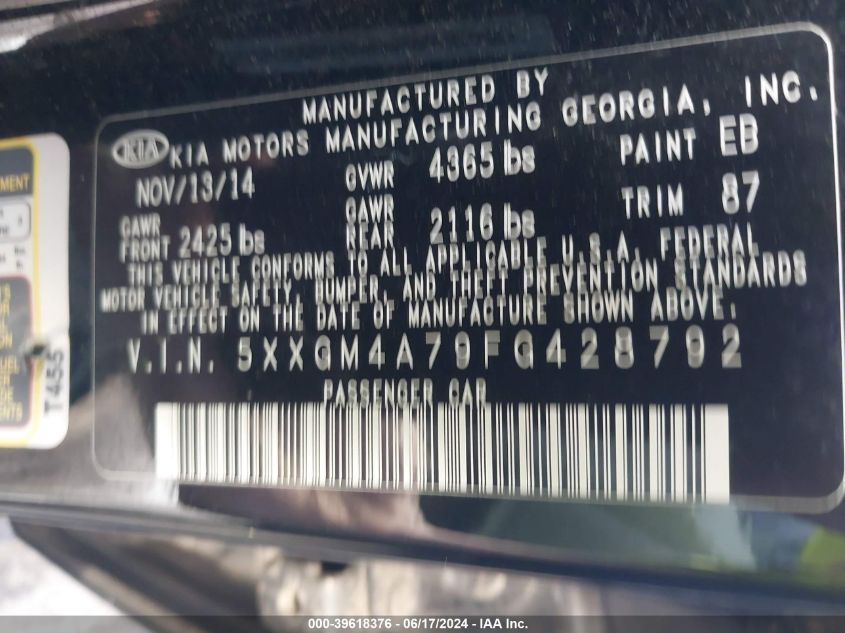 MANUFACTURED BY
KIA KIA MOTORS MANUFACTURING GEORGIA, INC.
NOV/13/14 GVWR 4365 lbs PAINT EB
GAWR FRONT 2425 lbs GAWR REAR 2116 lbs TRIM 87
THIS VEHICLE CONFORMS TO ALL APPLICABLE U.S.A. FEDERAL
MOTOR VEHICLE SAFETY, BUMPER, AND THEFT PREVENTION STANDARDS
IN EFFECT ON THE DATE OF MANUFACTURE SHOWN ABOVE.
V.I.N. 5XXGM4A79FG428792
PASSENGER CAR
T455
000-39618376 - 06/17/2024 - IAA Inc.